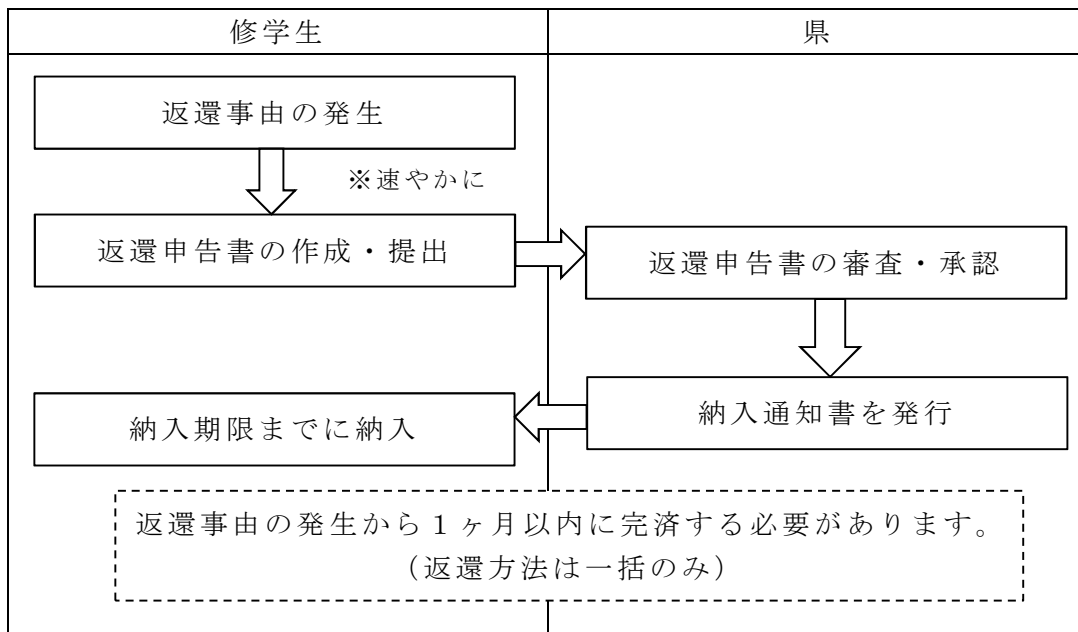 修学生
県
返還事由の発生
※速やかに
返還申告書の作成・提出
返還申告書の審査・承認
納入通知書を発行
納入期限までに納入
返還事由の発生から1ヶ月以内に完済する必要があります。
（返還方法は一括のみ）